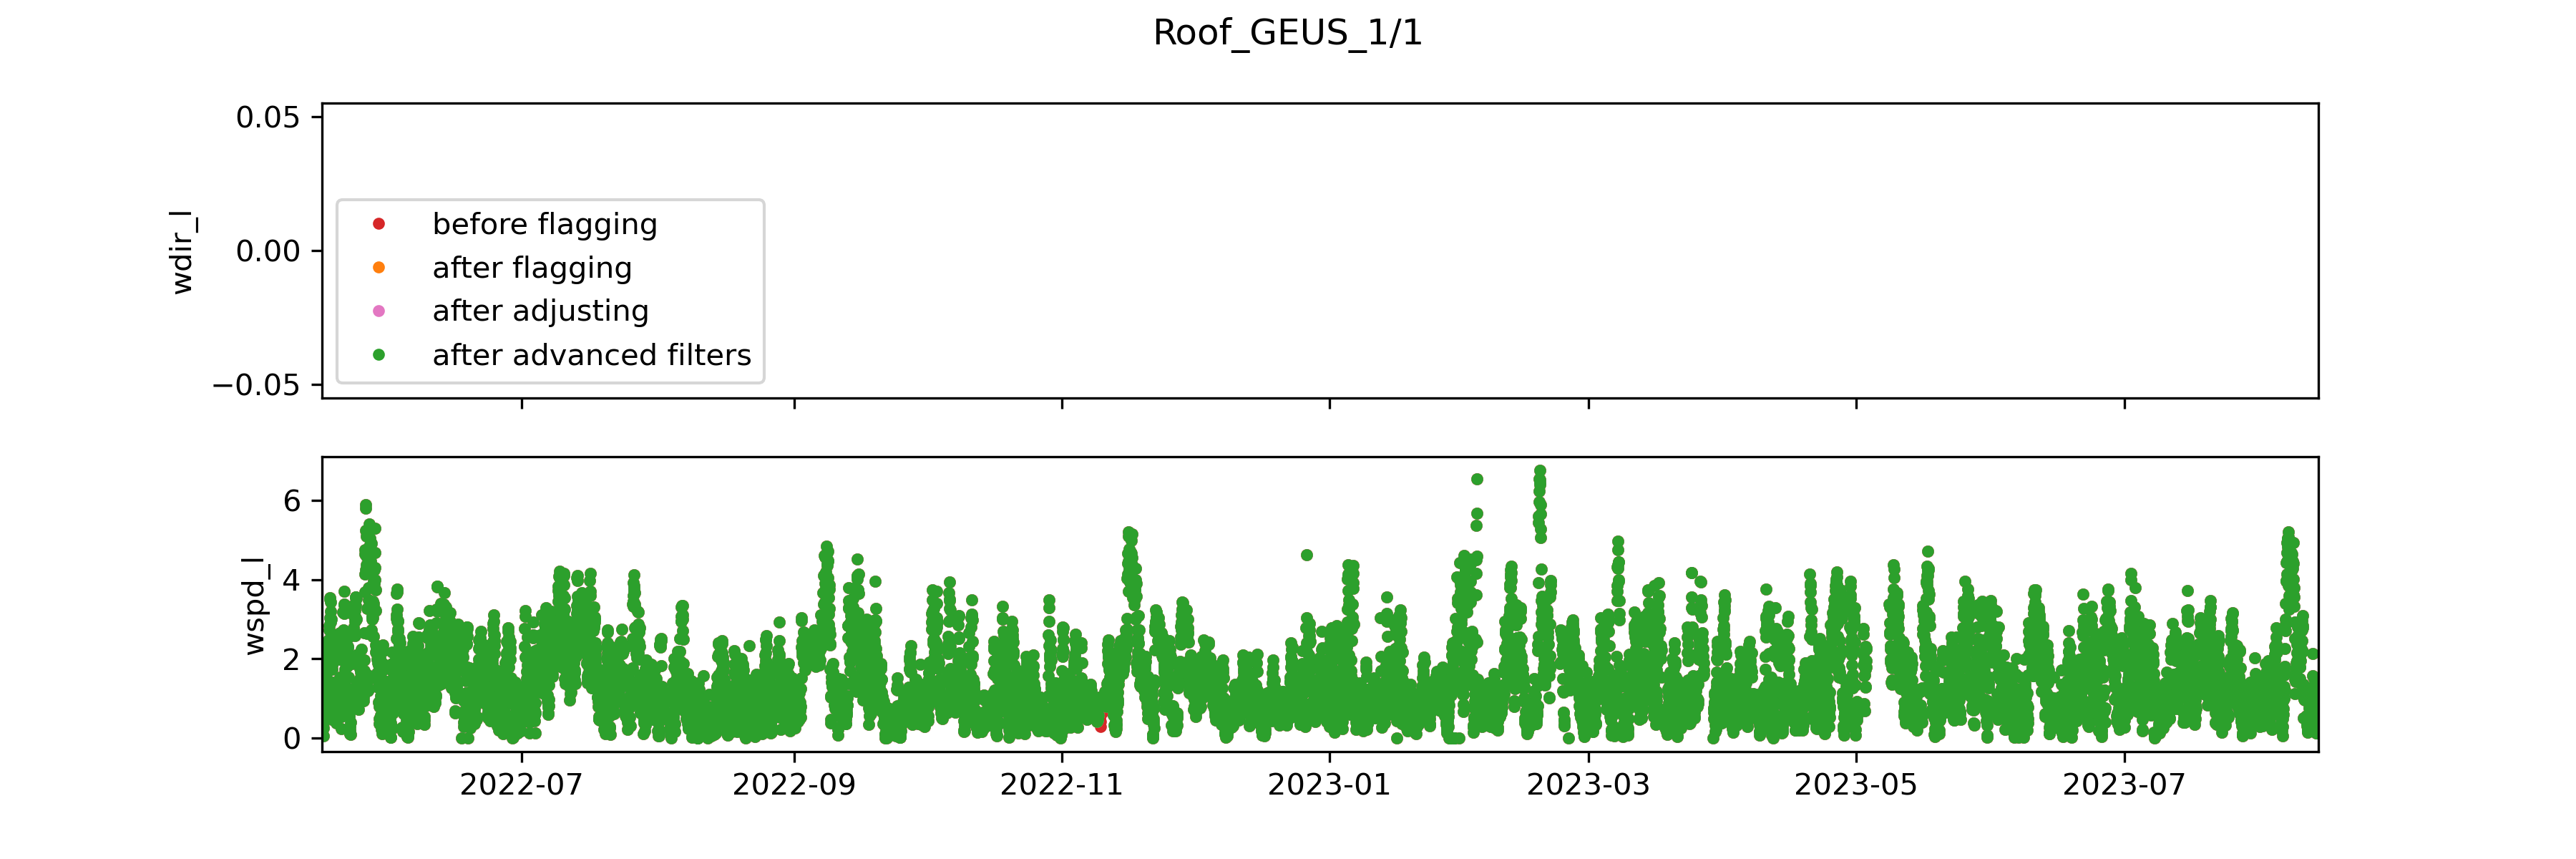 Roof_GEUS_1/1
0.05
0.00
−0.05
wdir_l
before flagging
after flagging
after adjusting
after advanced filters
6
4
2
0
wspd_l
2022-07
2022-09
2022-11
2023-01
2023-03
2023-05
2023-07